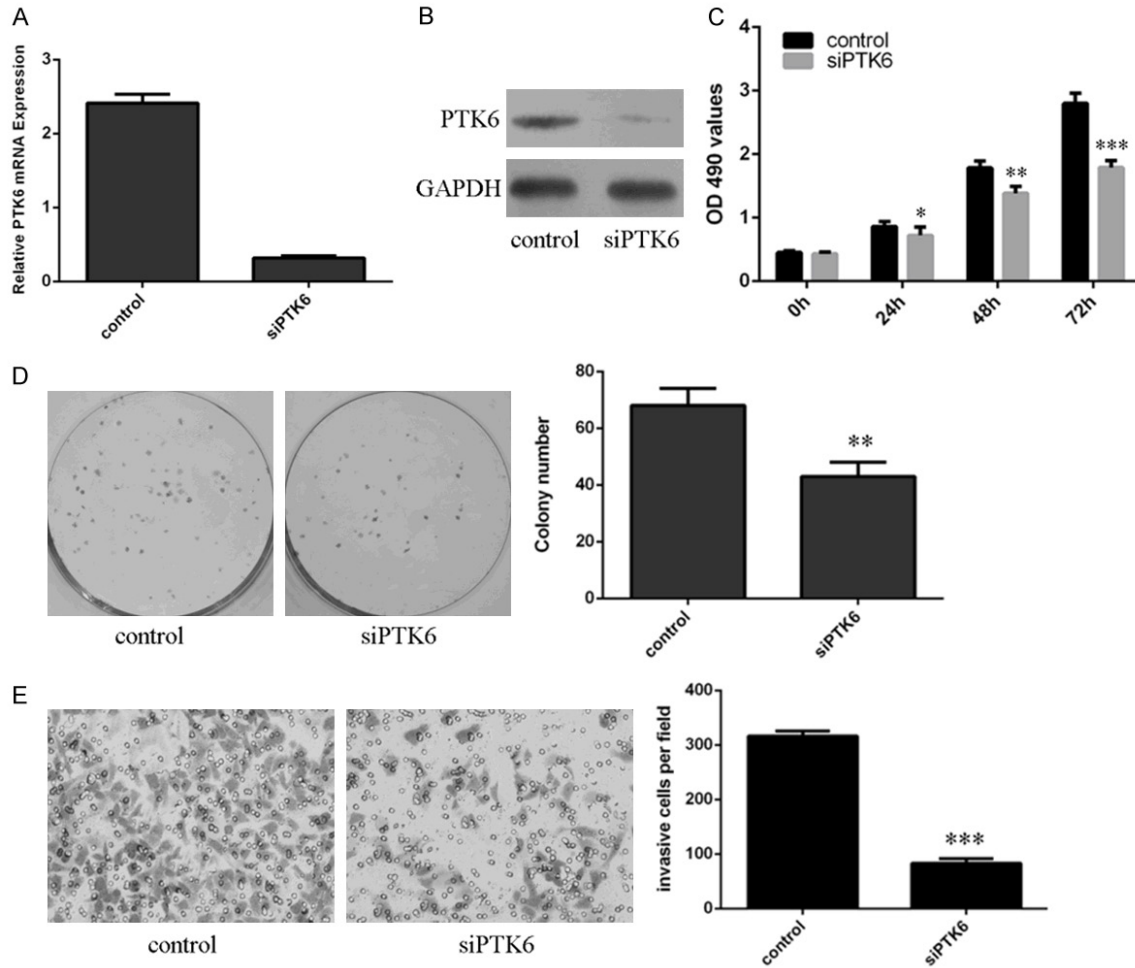 A
Relative PTK6 mRNA Expression
3
2
1
0
control
siPTK6
B
PTK6
GAPDH
control siPTK6
C
OD 490 values
4
3
2
1
0
control
siPTK6
*
**
***
0h
24h
48h
72h
D
control
siPTK6
Colony number
80
60
40
20
0
**
control
siPTK6
E
control
siPTK6
invasive cells per field
400
300
200
100
0
***
control
siPTK6